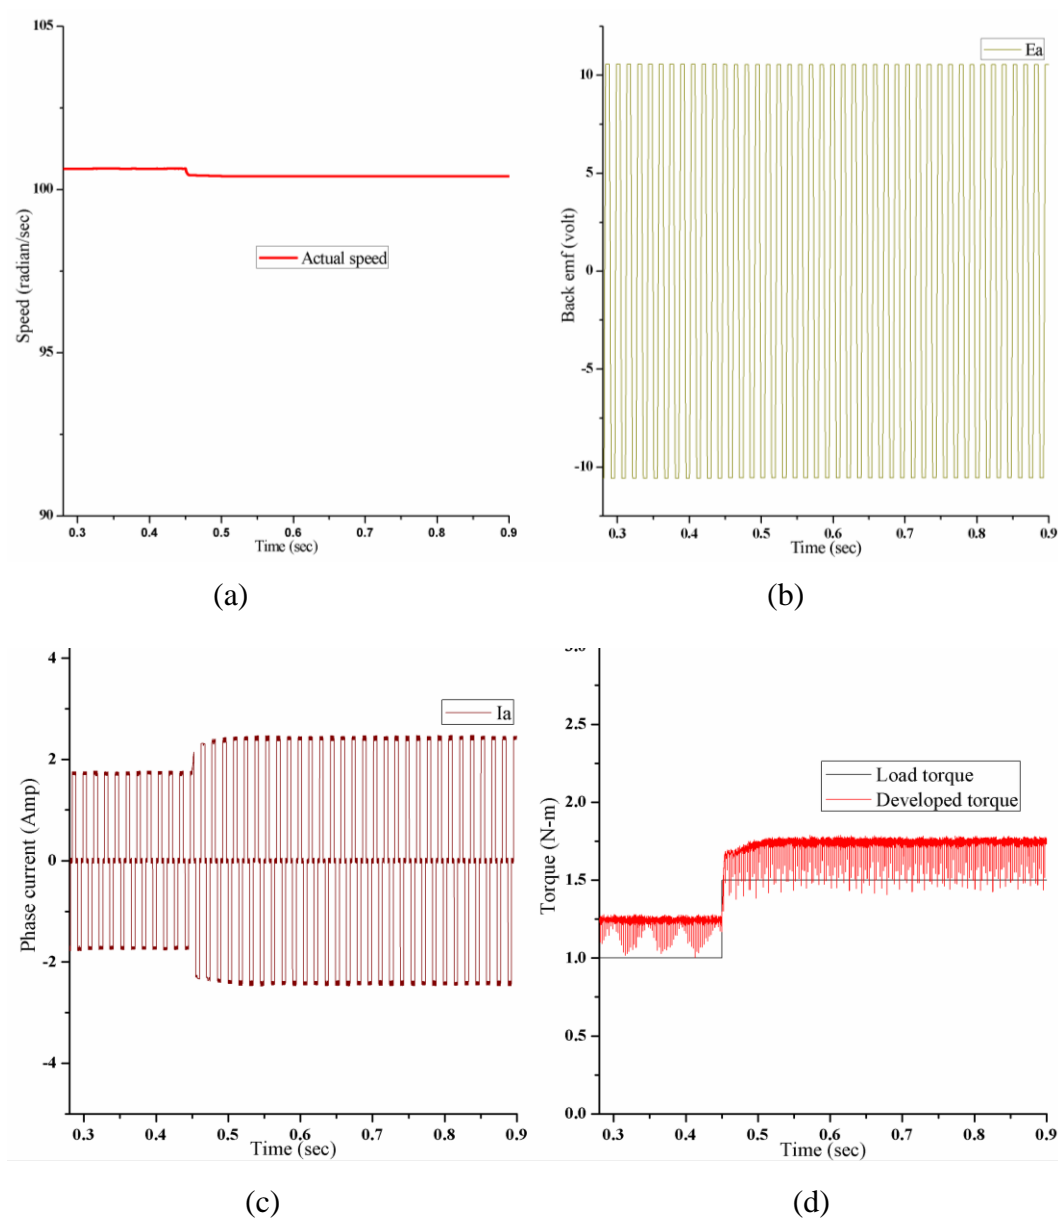 105
100
95
90
Speed (radian/sec)
Actual speed
0.3 0.4 0.5 0.6 0.7 0.8 0.9
Time (sec)
(a)
10
5
0
-5
-10
Back emf (volt)
Ea
0.3 0.4 0.5 0.6 0.7 0.8 0.9
Time (sec)
(b)
4
2
0
-2
-4
Phase current (Amp)
Ia
0.3 0.4 0.5 0.6 0.7 0.8 0.9
Time (sec)
(c)
2.5
2.0
1.5
1.0
0.5
0.0
Torque (N-m)
Load torque
Developed torque
0.3 0.4 0.5 0.6 0.7 0.8 0.9
Time (sec)
(d)